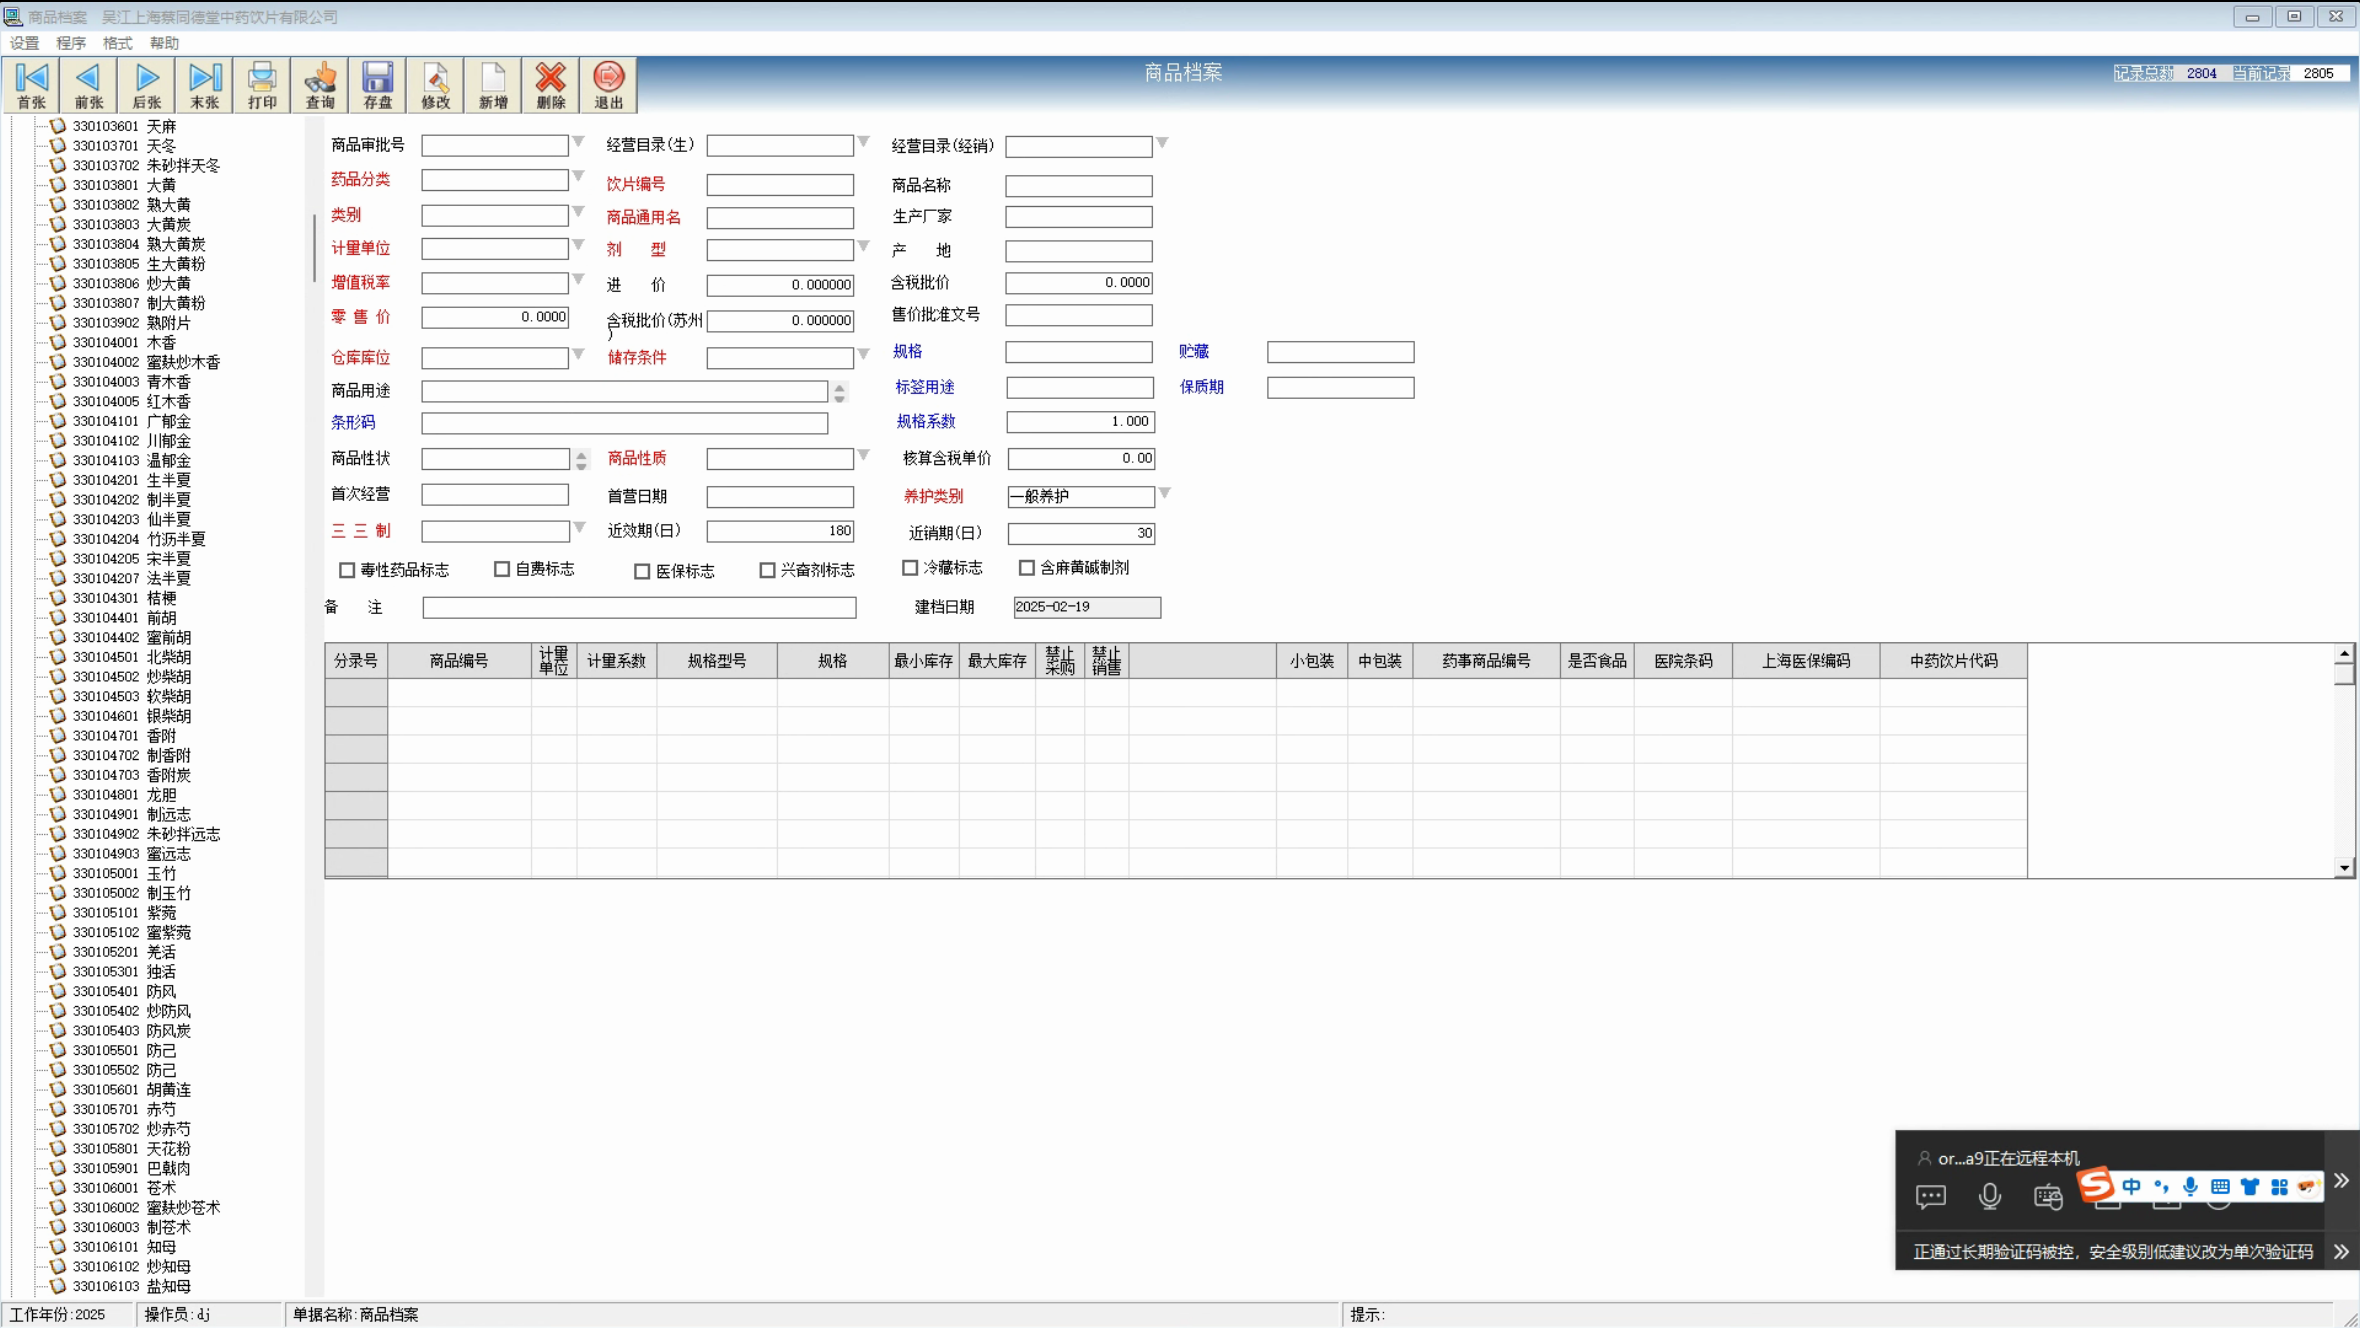 商品档案 吴江上海蔡同德堂中药饮片有限公司
设置 程序 格式 帮助
首张 前张 后张 末张 打印 查询 存盘 修改 新增 删除 退出
商品档案
记录总数 2804 当前记录 2805
330103601 天麻
330103701 天冬
330103702 朱砂拌天冬
330103801 大黄
330103802 熟大黄
330103803 大黄炭
330103804 熟大黄炭
330103805 生大黄粉
330103806 炒大黄
330103807 制大黄粉
330103902 熟附片
330104001 木香
330104002 蜜麸炒木香
330104003 青木香
330104005 红木香
330104101 广郁金
330104102 川郁金
330104103 温郁金
330104201 生半夏
330104202 制半夏
330104203 仙半夏
330104204 竹沥半夏
330104205 宋半夏
330104207 法半夏
330104301 桔梗
330104401 前胡
330104402 蜜前胡
330104501 北柴胡
330104502 炒柴胡
330104503 软柴胡
330104601 银柴胡
330104701 香附
330104702 制香附
330104703 香附炭
330104801 龙胆
330104901 制远志
330104902 朱砂拌远志
330104903 蜜远志
330105001 玉竹
330105002 制玉竹
330105101 紫菀
330105102 蜜紫菀
330105201 羌活
330105301 独活
330105401 防风
330105402 炒防风
330105403 防风炭
330105501 防己
330105502 防己
330105601 胡黄连
330105701 赤芍
330105702 炒赤芍
330105801 天花粉
330105901 巴戟肉
330106001 苍术
330106002 蜜麸炒苍术
330106003 制苍术
330106101 知母
330106102 炒知母
330106103 盐知母
商品审批号 经营目录(生) 经营目录(经销)
药品分类 饮片编号 商品名称
类别 商品通用名 生产厂家
计量单位 剂 型 产 地
增值税率 进 价 0.000000 含税批价 0.0000
零 售 价 0.0000 含税批价(苏州) 0.000000 售价批准文号
仓库库位 储存条件 规格 贮藏
商品用途 标签用途 保质期
条形码 规格系数 1.000
商品性状 商品性质 核算含税单价 0.00
首次经营 首营日期 养护类别 一般养护
三 三 制 近效期(日) 180 近销期(日) 30
毒性药品标志 自费标志 医保标志 兴奋剂标志 冷藏标志 含麻黄碱制剂
备 注 建档日期 2025-02-19
分录号 商品编号 计量单位 计量系数 规格型号 规格 最小库存 最大库存 禁止采购 禁止销售 小包装 中包装 药事商品编号 是否食品 医院条码 上海医保编码 中药饮片代码
or...a9正在远程本机
中
正通过长期验证码被控，安全级别低建议改为单次验证码
工作年份:2025 操作员:dj 单据名称:商品档案 提示: